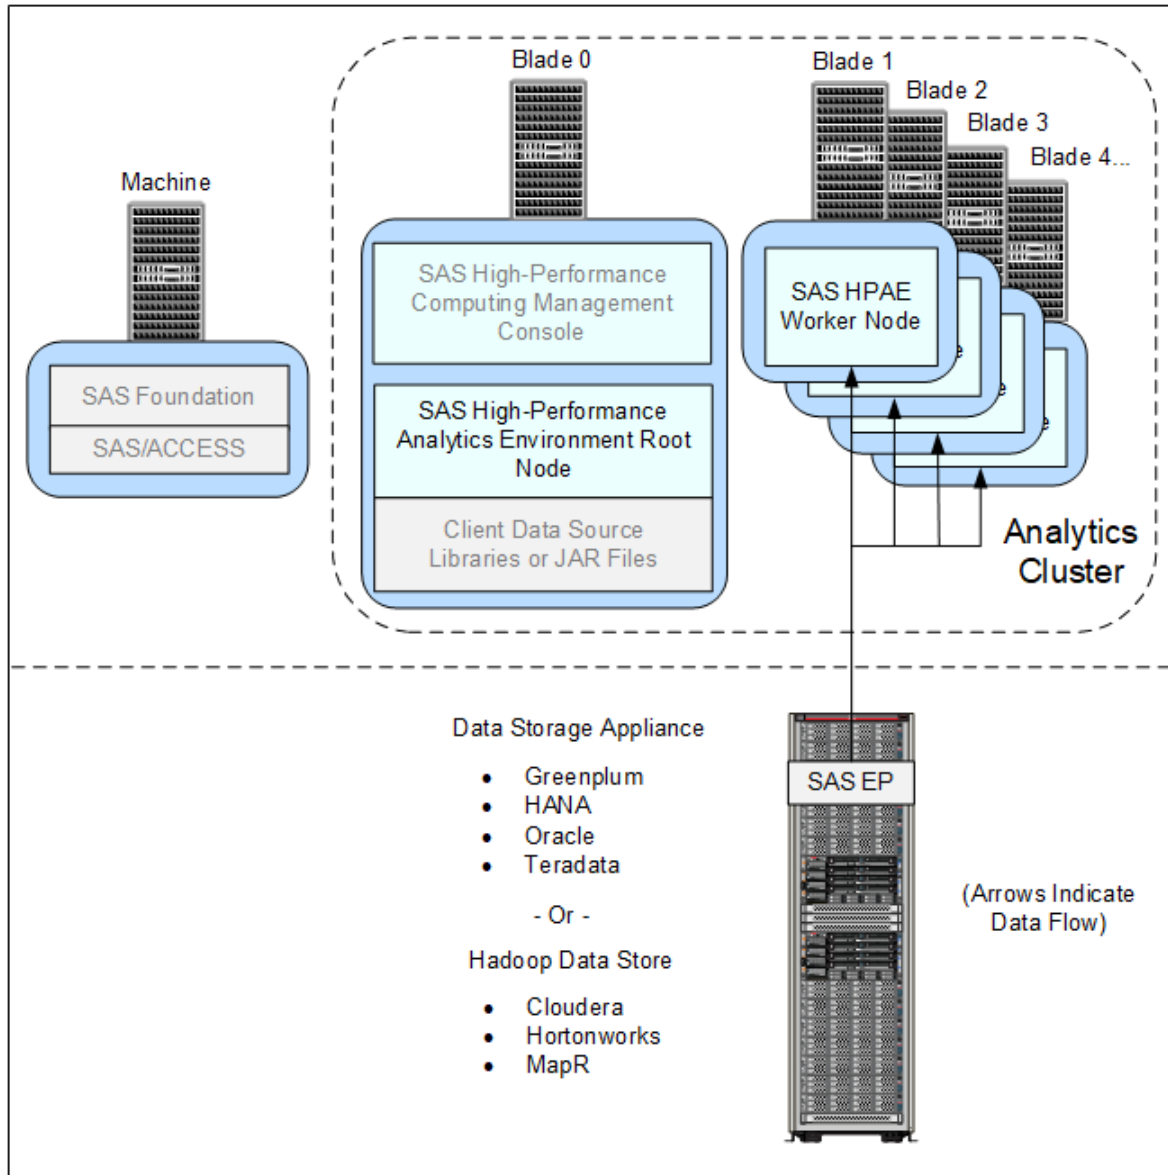 Blade 0
Blade 1
Blade 2
Blade 3
Blade 4...
Machine
SAS High-Performance
Computing Management
Console
SAS HPAE
Worker Node
e
e
e
SAS Foundation
SAS/ACCESS
SAS High-Performance
Analytics Environment Root
Node
Client Data Source
Libraries or JAR Files
Analytics
Cluster
Data Storage Appliance
• Greenplum
• HANA
• Oracle
• Teradata
- Or -
Hadoop Data Store
• Cloudera
• Hortonworks
• MapR
SAS EP
(Arrows Indicate
Data Flow)